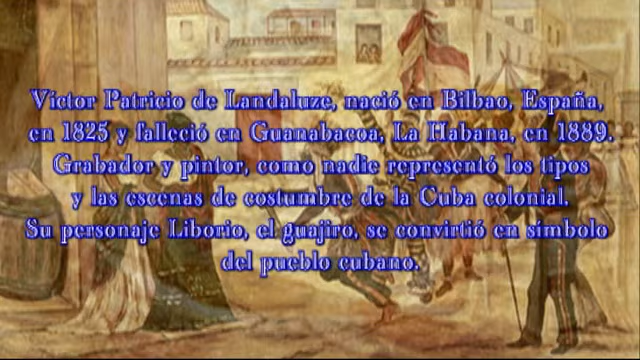 Víctor Patricio de Landaluze, nació en Bilbao, España,
en 1825 y falleció en Guanabacoa, La Habana, en 1889.
Grabador y pintor, como nadie representó los tipos
y las escenas de costumbre de la Cuba colonial.
Su personaje Liborio, el guajiro, se convirtió en símbolo
del pueblo cubano.